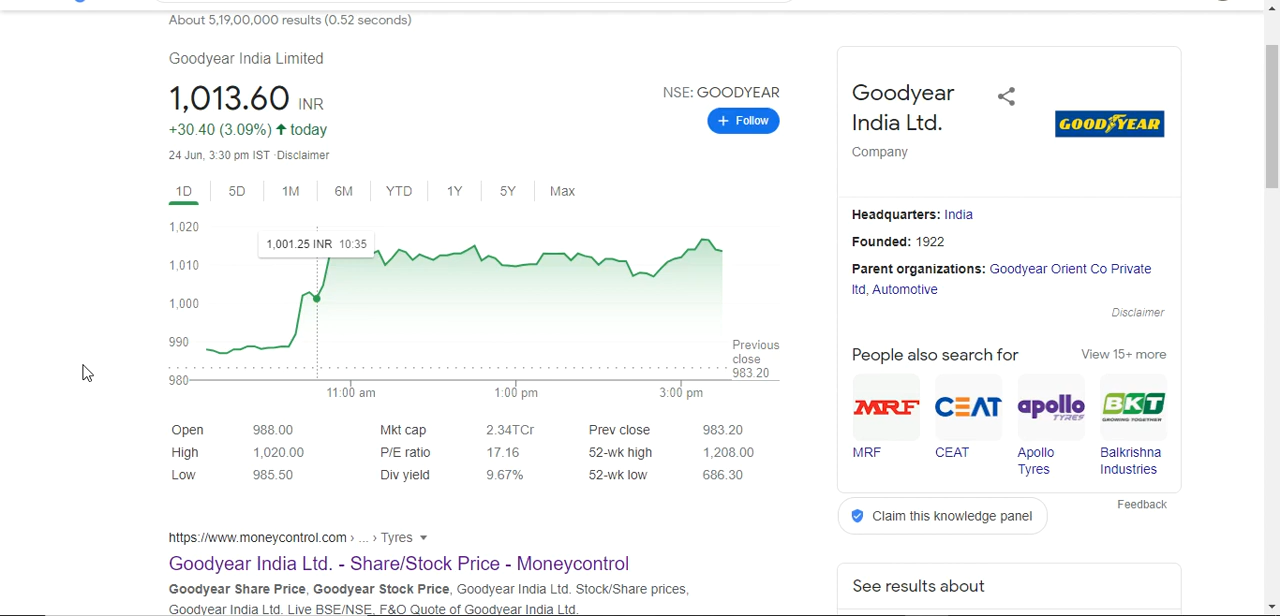 About 5,19,00,000 results (0.52 seconds)
Goodyear India Limited
1,013.60 INR
+30.40 (3.09%) ↑ today
24 Jun, 3:30 pm IST ·Disclaimer
NSE: GOODYEAR
+ Follow
1D 5D 1M 6M YTD 1Y 5Y Max
1,020
1,010
1,000
990
980
1,001.25 INR 10:35
Previous
close
983.20
11:00 am 1:00 pm 3:00 pm
Open 988.00 Mkt cap 2.34TCr Prev close 983.20
High 1,020.00 P/E ratio 17.16 52-wk high 1,208.00
Low 985.50 Div yield 9.67% 52-wk low 686.30
https://www.moneycontrol.com › ... › Tyres
Goodyear India Ltd. - Share/Stock Price - Moneycontrol
Goodyear Share Price, Goodyear Stock Price, Goodyear India Ltd. Stock/Share prices,
Goodyear India Ltd. Live BSE/NSE, F&O Quote of Goodyear India Ltd.
Goodyear
India Ltd.
Company
GOODYEAR
Headquarters: India
Founded: 1922
Parent organizations: Goodyear Orient Co Private
ltd, Automotive
Disclaimer
People also search for View 15+ more
MRF CEAT apollo TYRES BKT GROWING TOGETHER
MRF CEAT Apollo Balkrishna
Tyres Industries
Feedback
Claim this knowledge panel
See results about